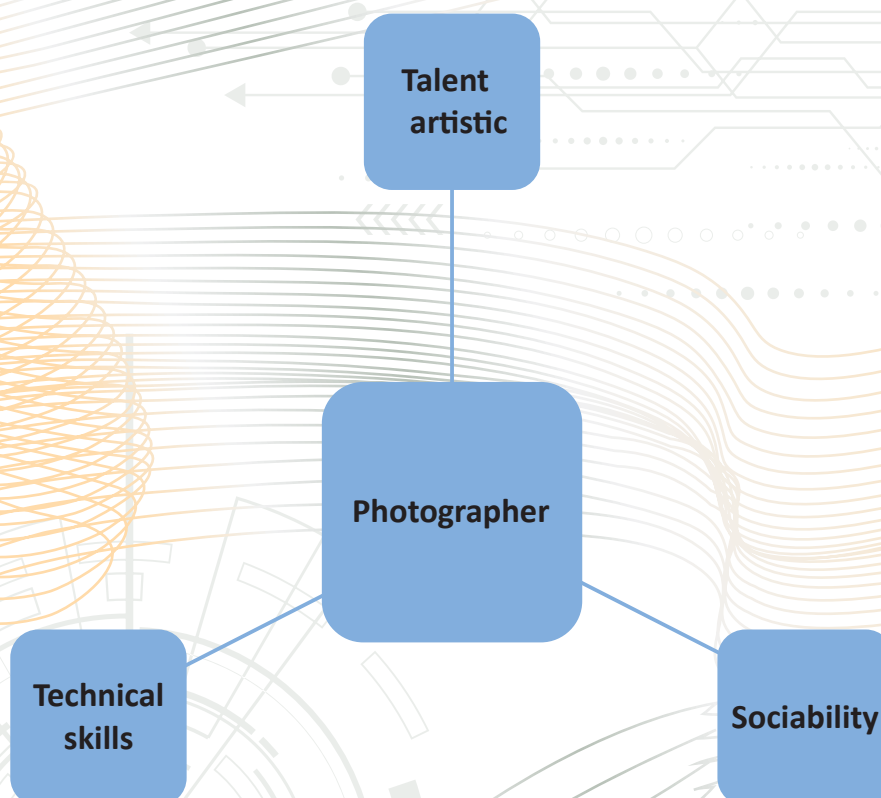 Talent
artistic
Photographer
Technical
skills
Sociability